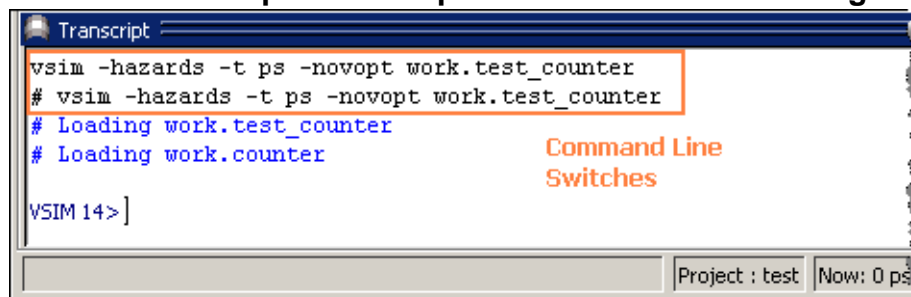 Transcript
vsim -hazards -t ps -novopt work.test_counter
# vsim -hazards -t ps -novopt work.test_counter
# Loading work.test_counter
# Loading work.counter
Command Line
Switches
VSIM 14>
Project : test Now: 0 ps